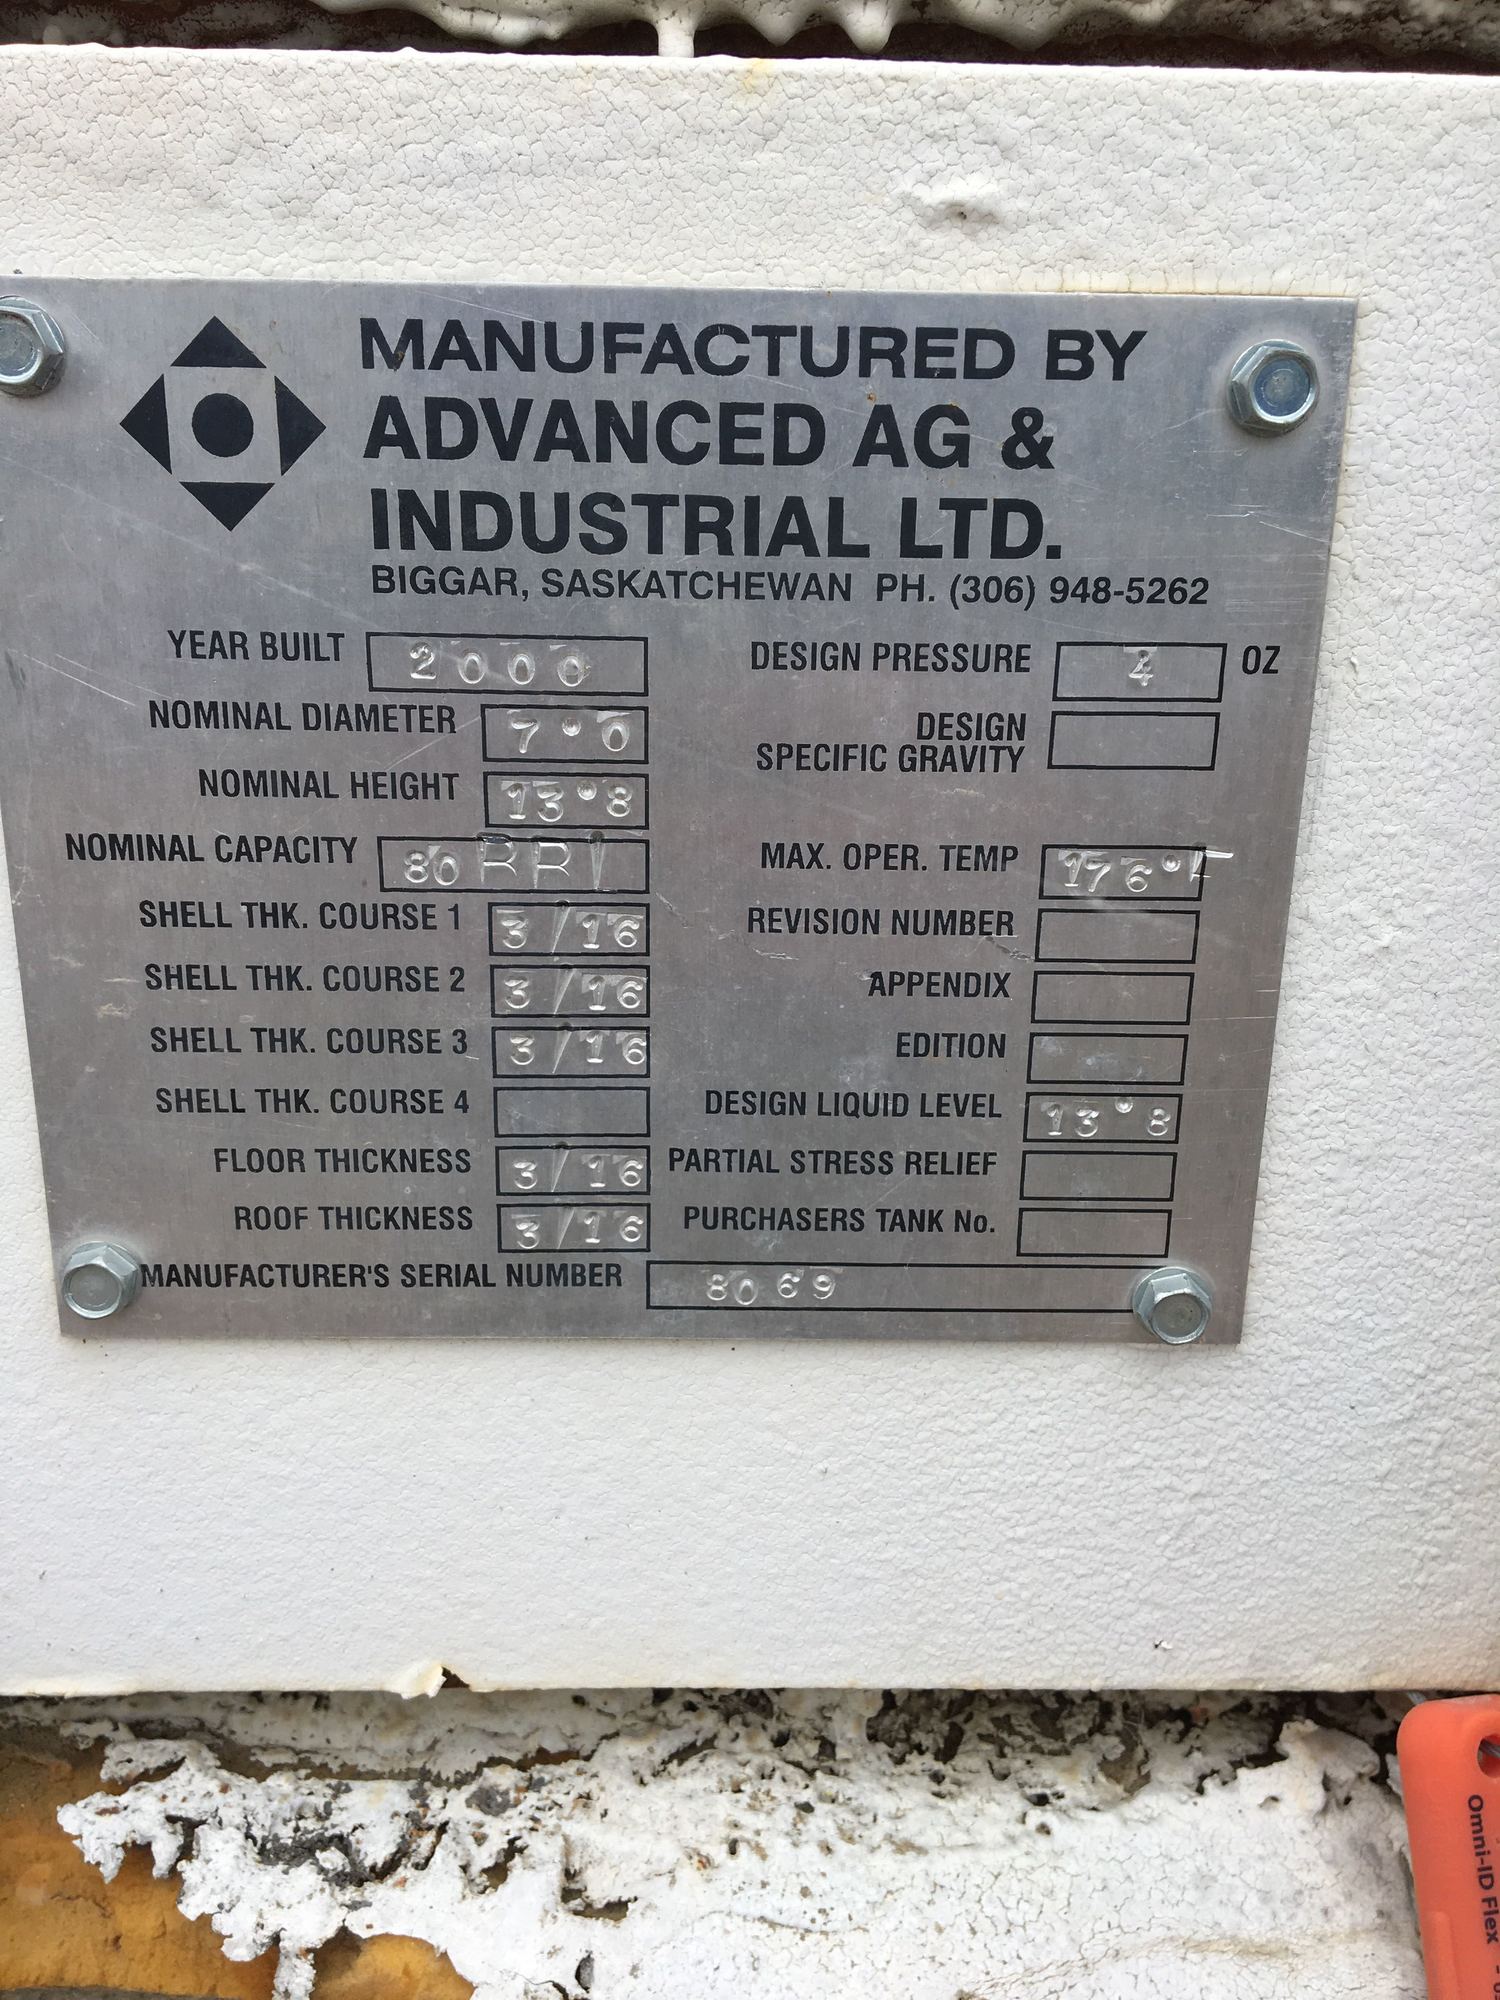 MANUFACTURED BY
ADVANCED AG &
INDUSTRIAL LTD.
BIGGAR, SASKATCHEWAN PH. (306) 948-5262
YEAR BUILT 2000
NOMINAL DIAMETER 7°0
NOMINAL HEIGHT 13°8
NOMINAL CAPACITY 80 BBl
SHELL THK. COURSE 1 3/16
SHELL THK. COURSE 2 3/16
SHELL THK. COURSE 3 3/16
SHELL THK. COURSE 4
FLOOR THICKNESS 3/16
ROOF THICKNESS 3/16
DESIGN PRESSURE 4 OZ
DESIGN
SPECIFIC GRAVITY
MAX. OPER. TEMP 176°F
REVISION NUMBER
APPENDIX
EDITION
DESIGN LIQUID LEVEL 13°8
PARTIAL STRESS RELIEF
PURCHASERS TANK No.
MANUFACTURER'S SERIAL NUMBER 8069
Omni-ID Flex